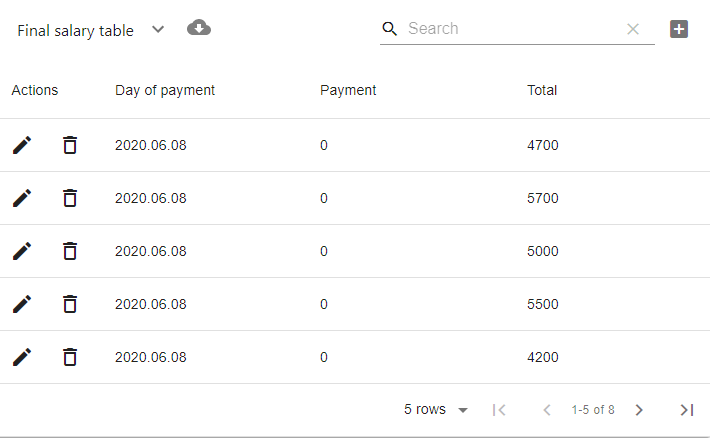 Final salary table Search
Actions Day of payment Payment Total
2020.06.08 0 4700
2020.06.08 0 5700
2020.06.08 0 5000
2020.06.08 0 5500
2020.06.08 0 4200
5 rows 1-5 of 8